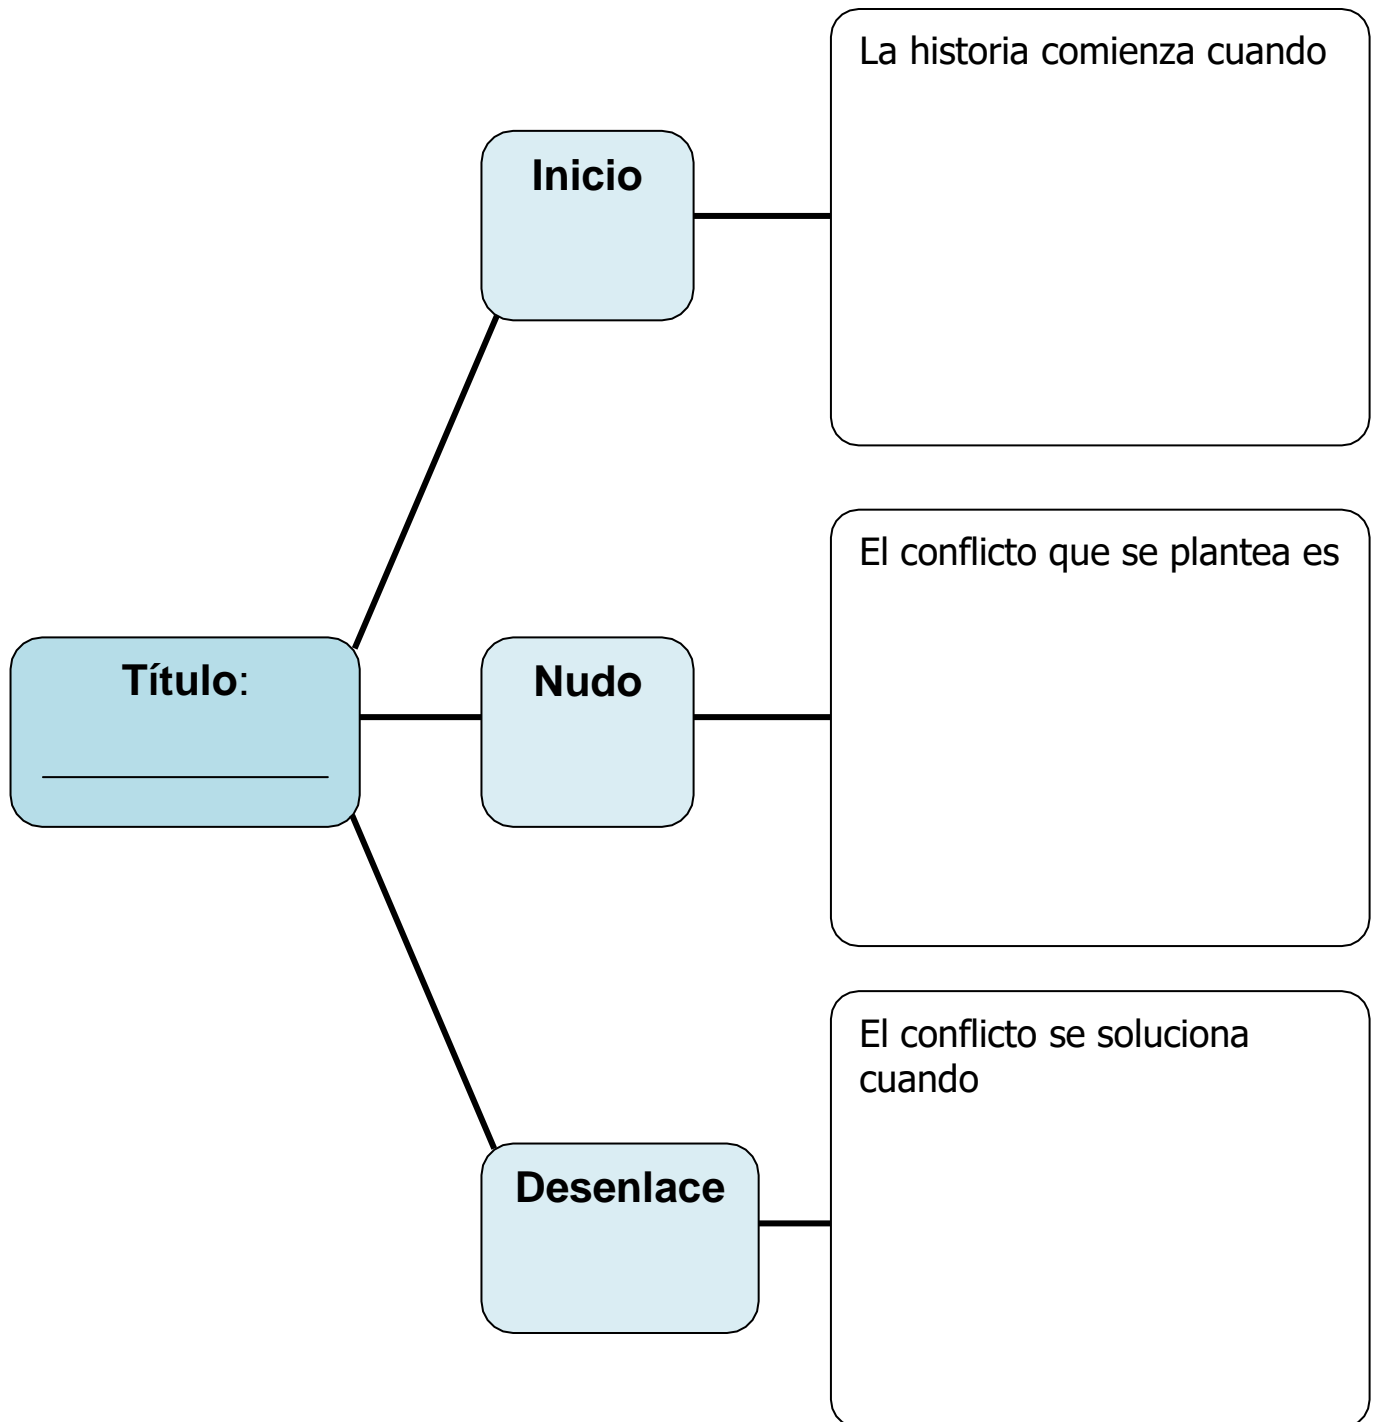 La historia comienza cuando
Inicio
El conflicto que se plantea es
Título:
Nudo
El conflicto se soluciona
cuando
Desenlace